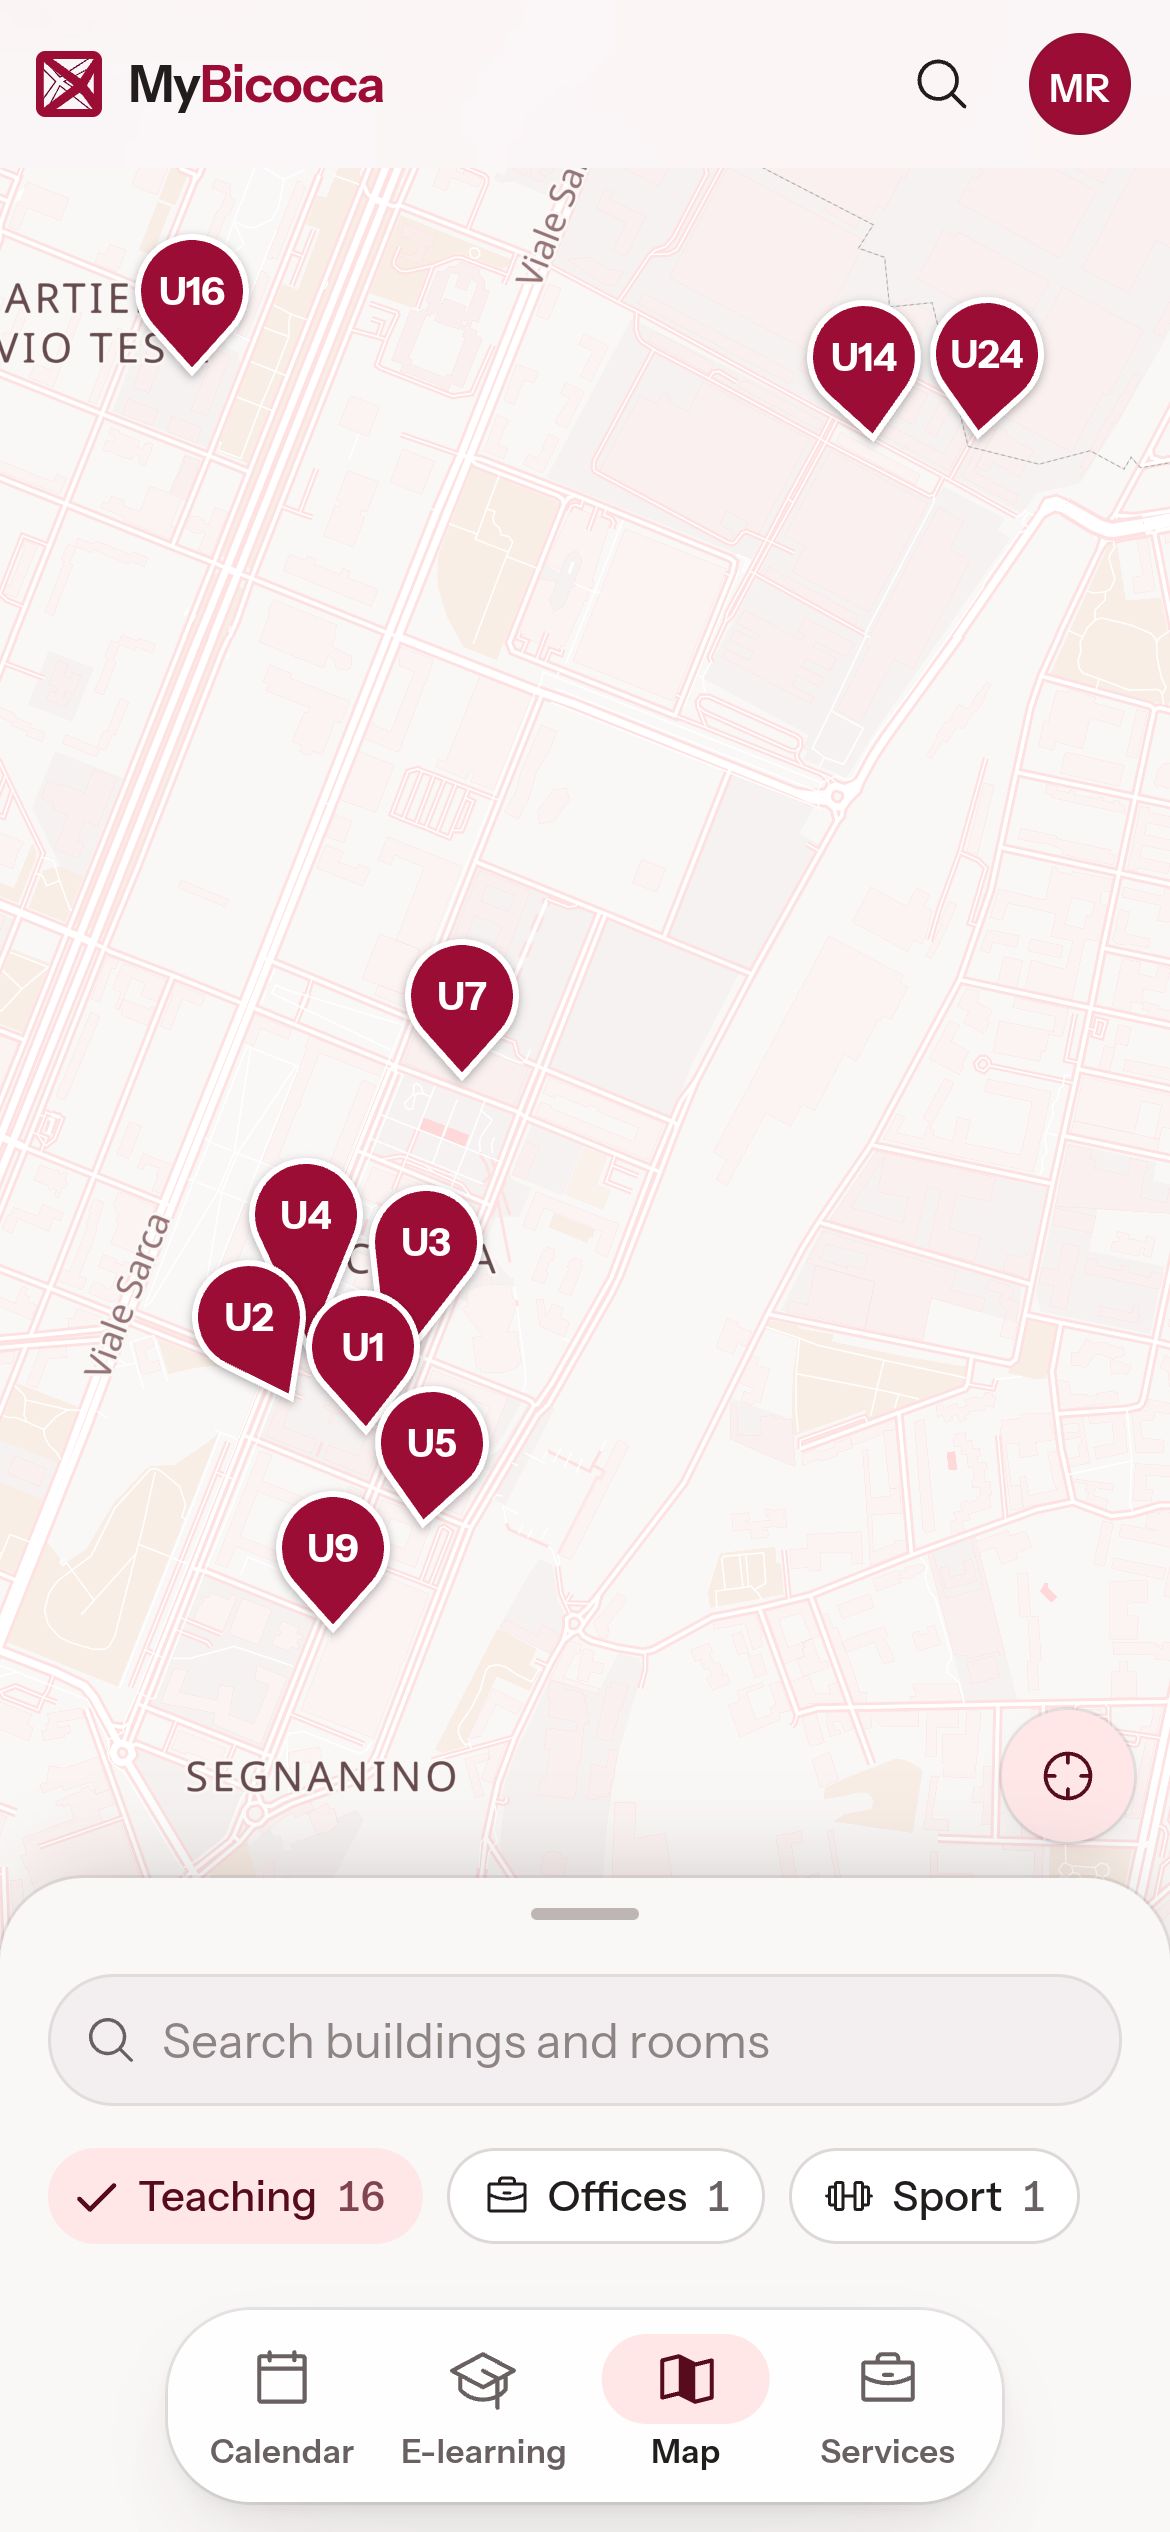 MyBicocca
MR
Viale Sa
U16
ARTIE
VIO TES
U14
U24
U7
U4
U3
U2
U1
Viale Sarca
U5
U9
SEGNANINO
Search buildings and rooms
Teaching 16
Offices 1
Sport 1
Calendar
E-learning
Map
Services